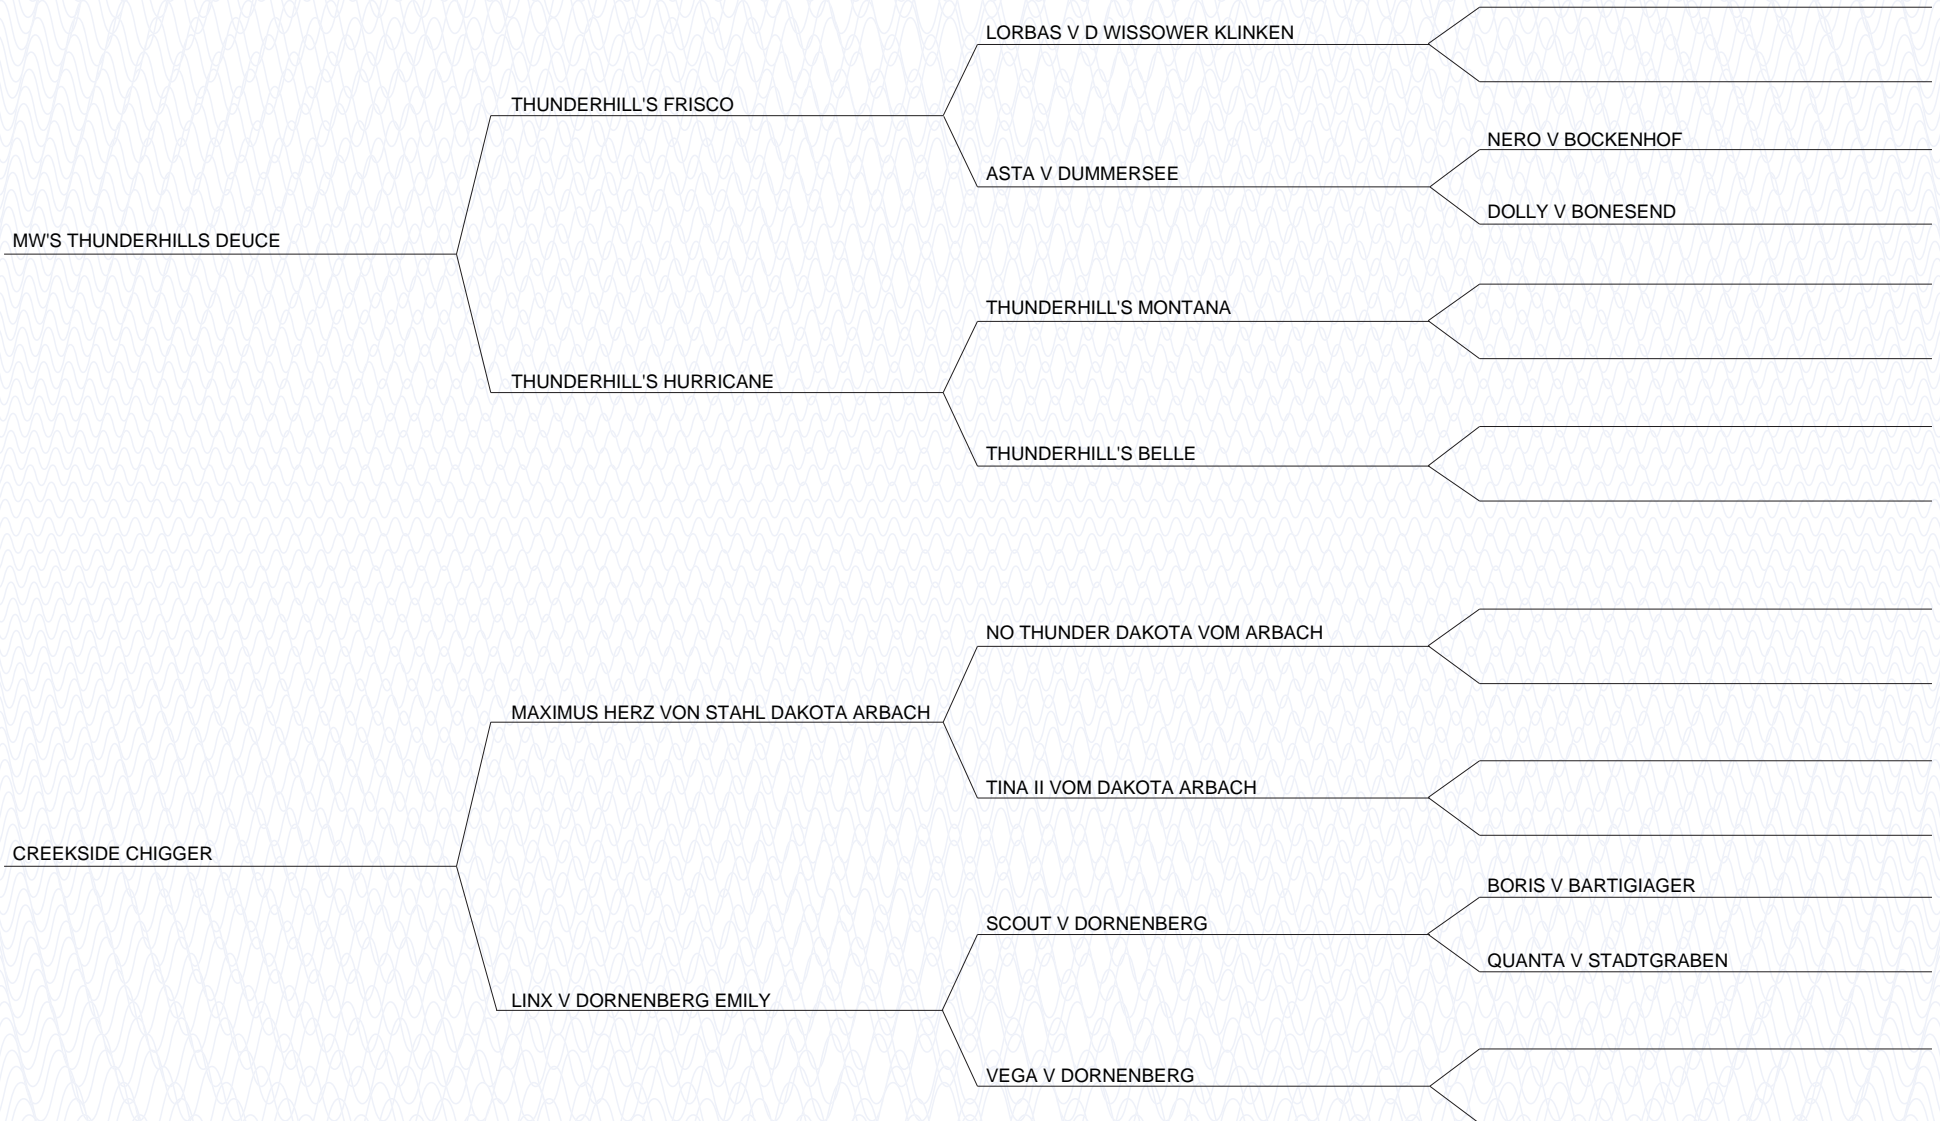 LORBAS V D WISSOWER KLINKEN
THUNDERHILL'S FRISCO
NERO V BOCKENHOF
ASTA V DUMMERSEE
DOLLY V BONESEND
MW'S THUNDERHILLS DEUCE
THUNDERHILL'S MONTANA
THUNDERHILL'S HURRICANE
THUNDERHILL'S BELLE
NO THUNDER DAKOTA VOM ARBACH
MAXIMUS HERZ VON STAHL DAKOTA ARBACH
TINA II VOM DAKOTA ARBACH
CREEKSIDE CHIGGER
BORIS V BARTIGIAGER
SCOUT V DORNENBERG
QUANTA V STADTGRABEN
LINX V DORNENBERG EMILY
VEGA V DORNENBERG